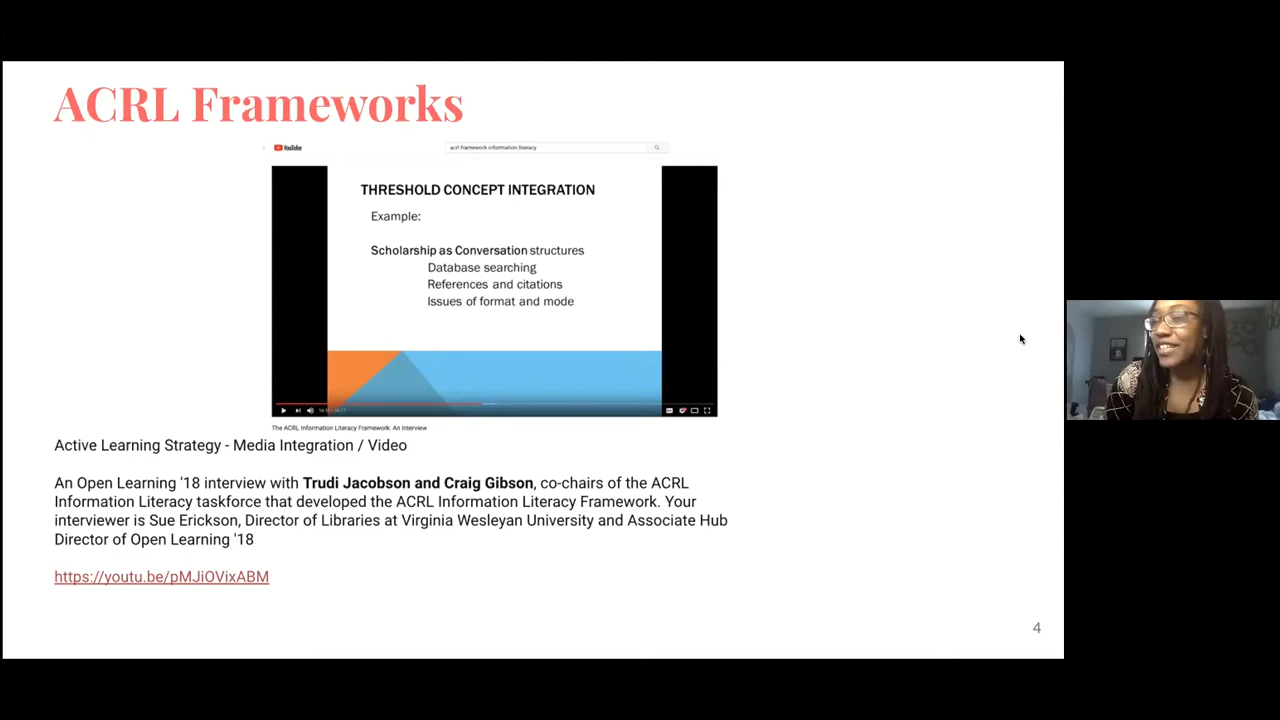 ACRL Frameworks
YouTube
acrl framework information literacy
THRESHOLD CONCEPT INTEGRATION
Example:
Scholarship as Conversation structures
Database searching
References and citations
Issues of format and mode
The ACRL Information Literacy Framework: An Interview
Active Learning Strategy - Media Integration / Video
An Open Learning '18 interview with Trudi Jacobson and Craig Gibson, co-chairs of the ACRL
Information Literacy taskforce that developed the ACRL Information Literacy Framework. Your
interviewer is Sue Erickson, Director of Libraries at Virginia Wesleyan University and Associate Hub
Director of Open Learning '18
https://youtu.be/pMJiOVixABM
4